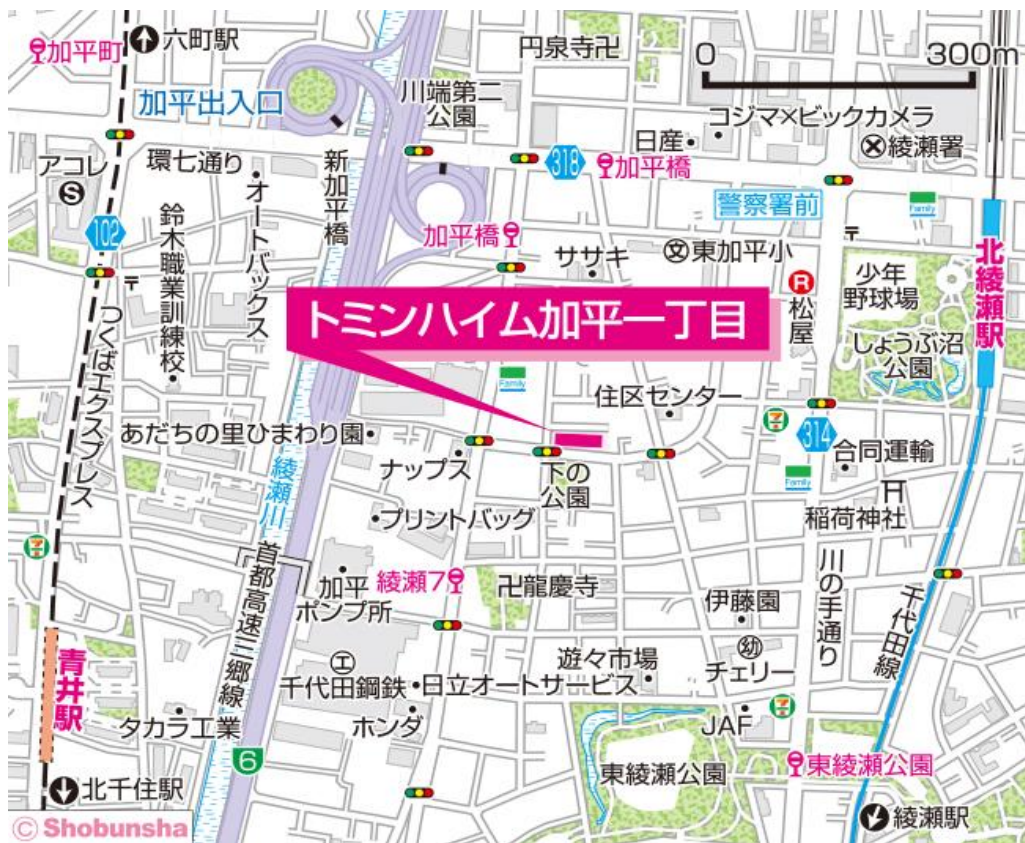 加平町
六町駅
円泉寺卍
0 300m
加平出入口
川端第二
公園
コジマ×ビックカメラ
日産
綾瀬署
アコレ
S
環七通り
オートバックス
新加平橋
318
加平橋
警察署前
Family
102
鈴木職業訓練校
加平橋
ササキ
文
東加平小
〒
〒
R
松屋
少年
野球場
北綾瀬駅
トミンハイム加平一丁目
しょうぶ沼
公園
つくばエクスプレス
Family
住区センター
7
314
あだちの里ひまわり園
ナップス
下の
公園
合同運輸
Family
綾瀬川
プリントバッグ
稲荷神社
7
首都高速三郷線
加平
ポンプ所
綾瀬7
卍龍慶寺
伊藤園
川の手通り
千代田線
青井駅
工
千代田鋼鉄
日立オートサービス
遊々市場
幼
チェリー
タカラ工業
ホンダ
JAF
7
6
東綾瀬公園
東綾瀬公園
北千住駅
綾瀬駅
© Shobunsha